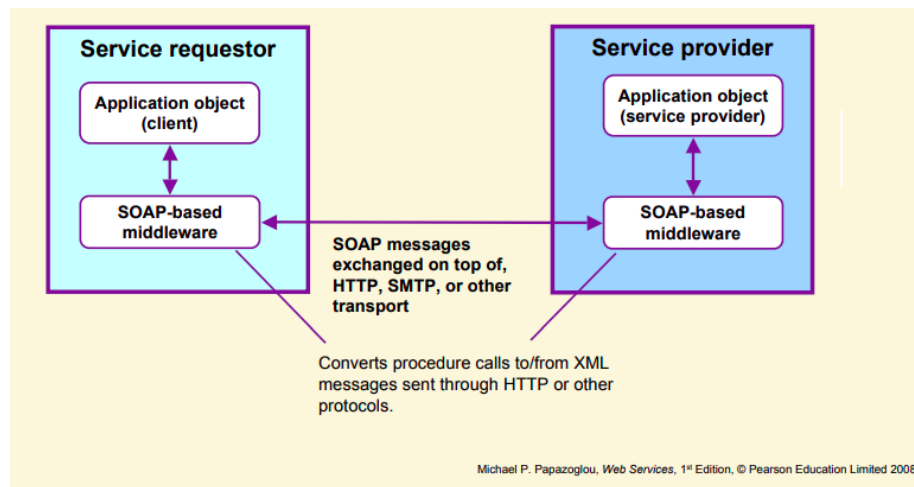 Service requestor
Application object
(client)
SOAP-based
middleware
Service provider
Application object
(service provider)
SOAP-based
middleware
SOAP messages
exchanged on top of,
HTTP, SMTP, or other
transport
Converts procedure calls to/from XML
messages sent through HTTP or other
protocols.
Michael P. Papazoglou, Web Services, 1st Edition, © Pearson Education Limited 2008